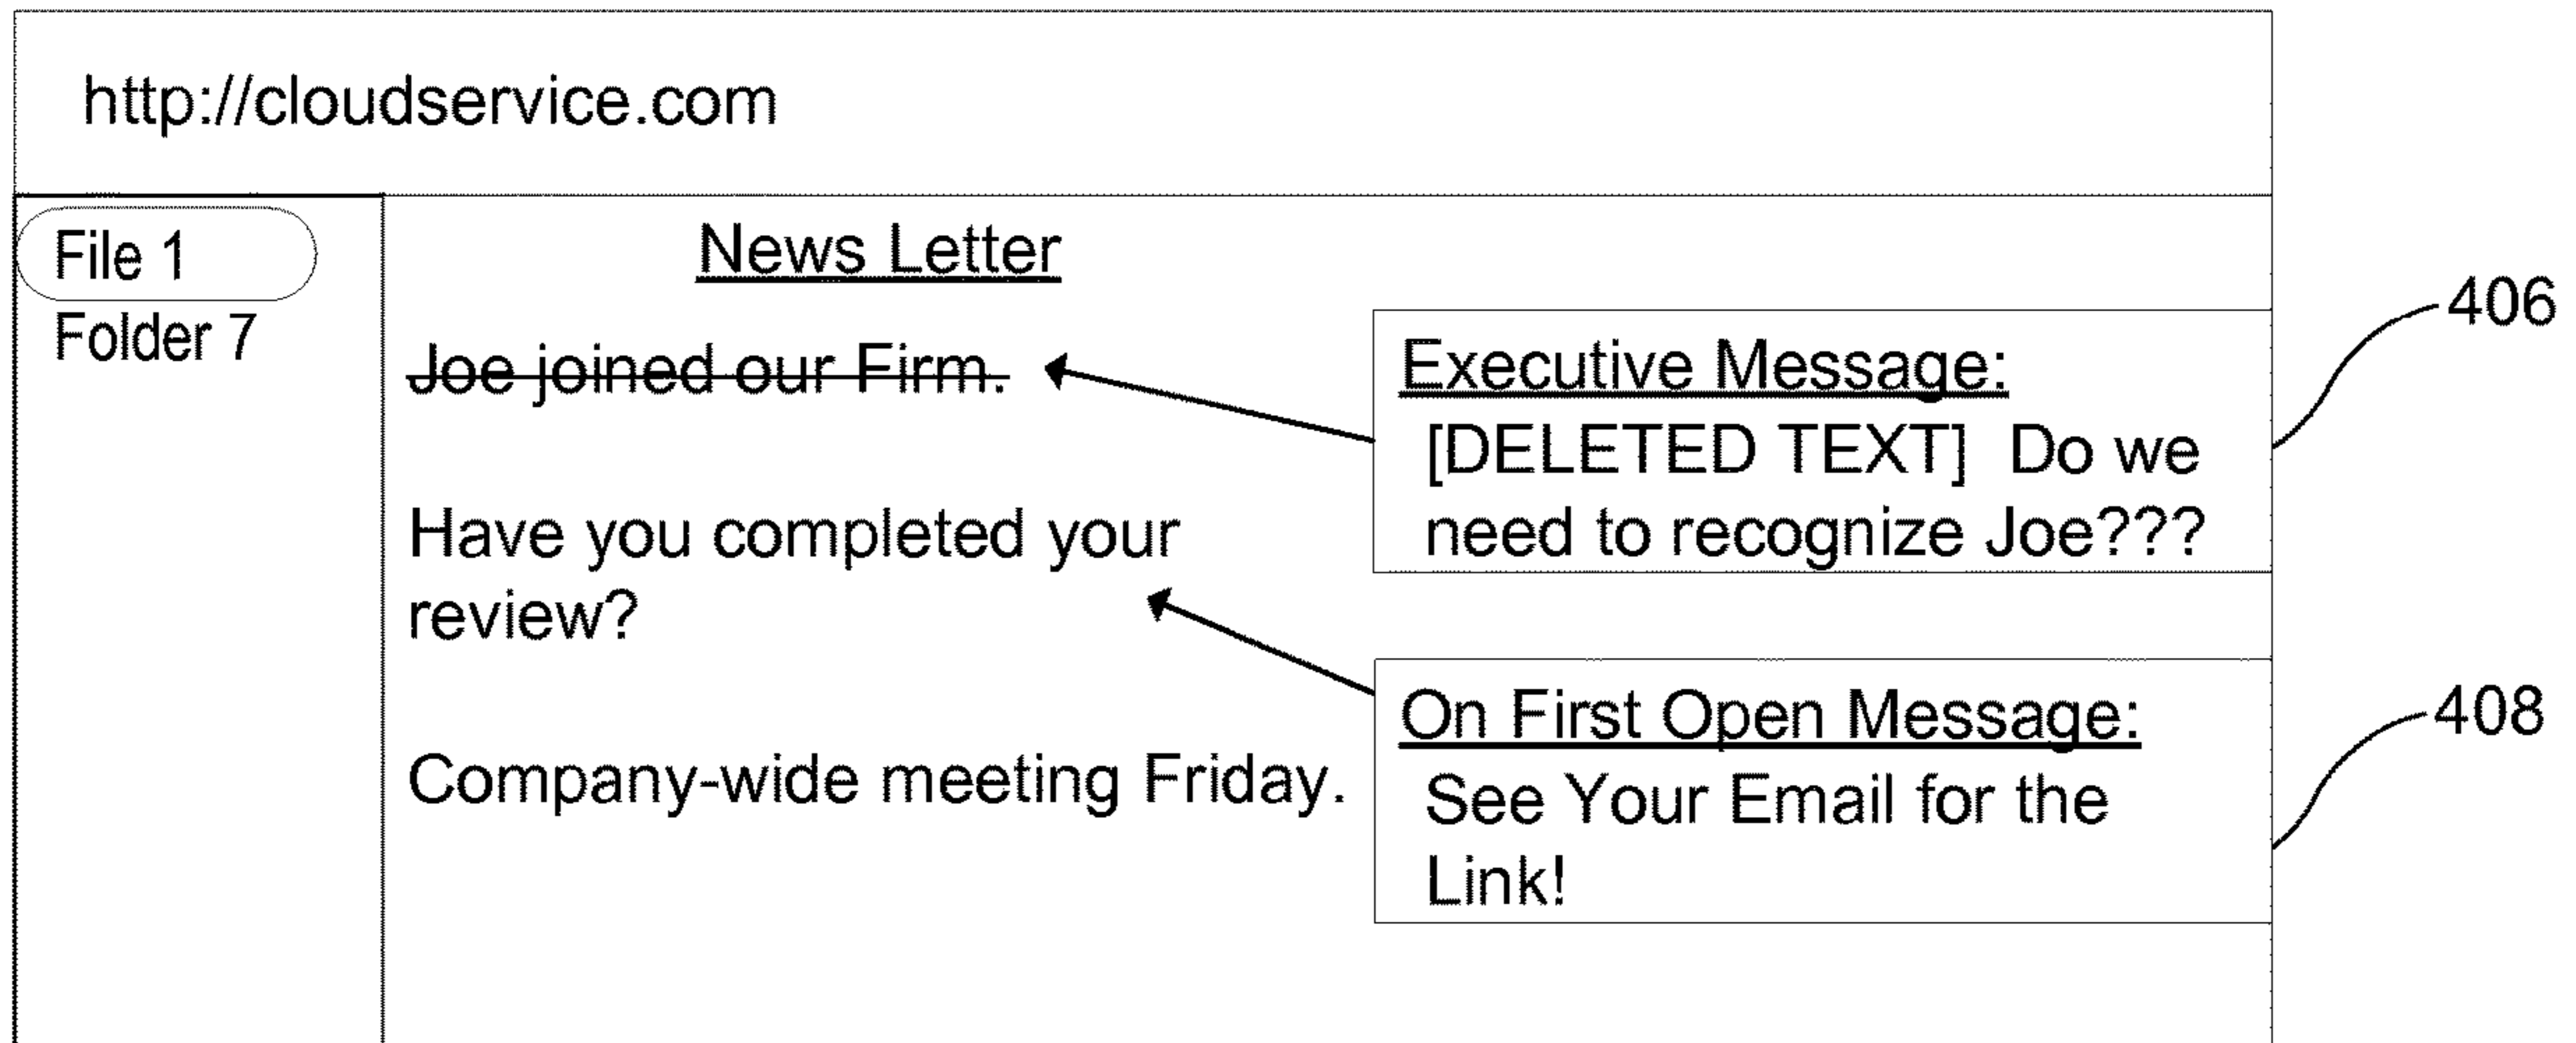 http://cloudservice.com
File 1
Folder 7
News Letter
Joe joined our Firm.
Have you completed your
review?
Company-wide meeting Friday.
Executive Message:
[DELETED TEXT] Do we
need to recognize Joe???
406
On First Open Message:
See Your Email for the
Link!
408